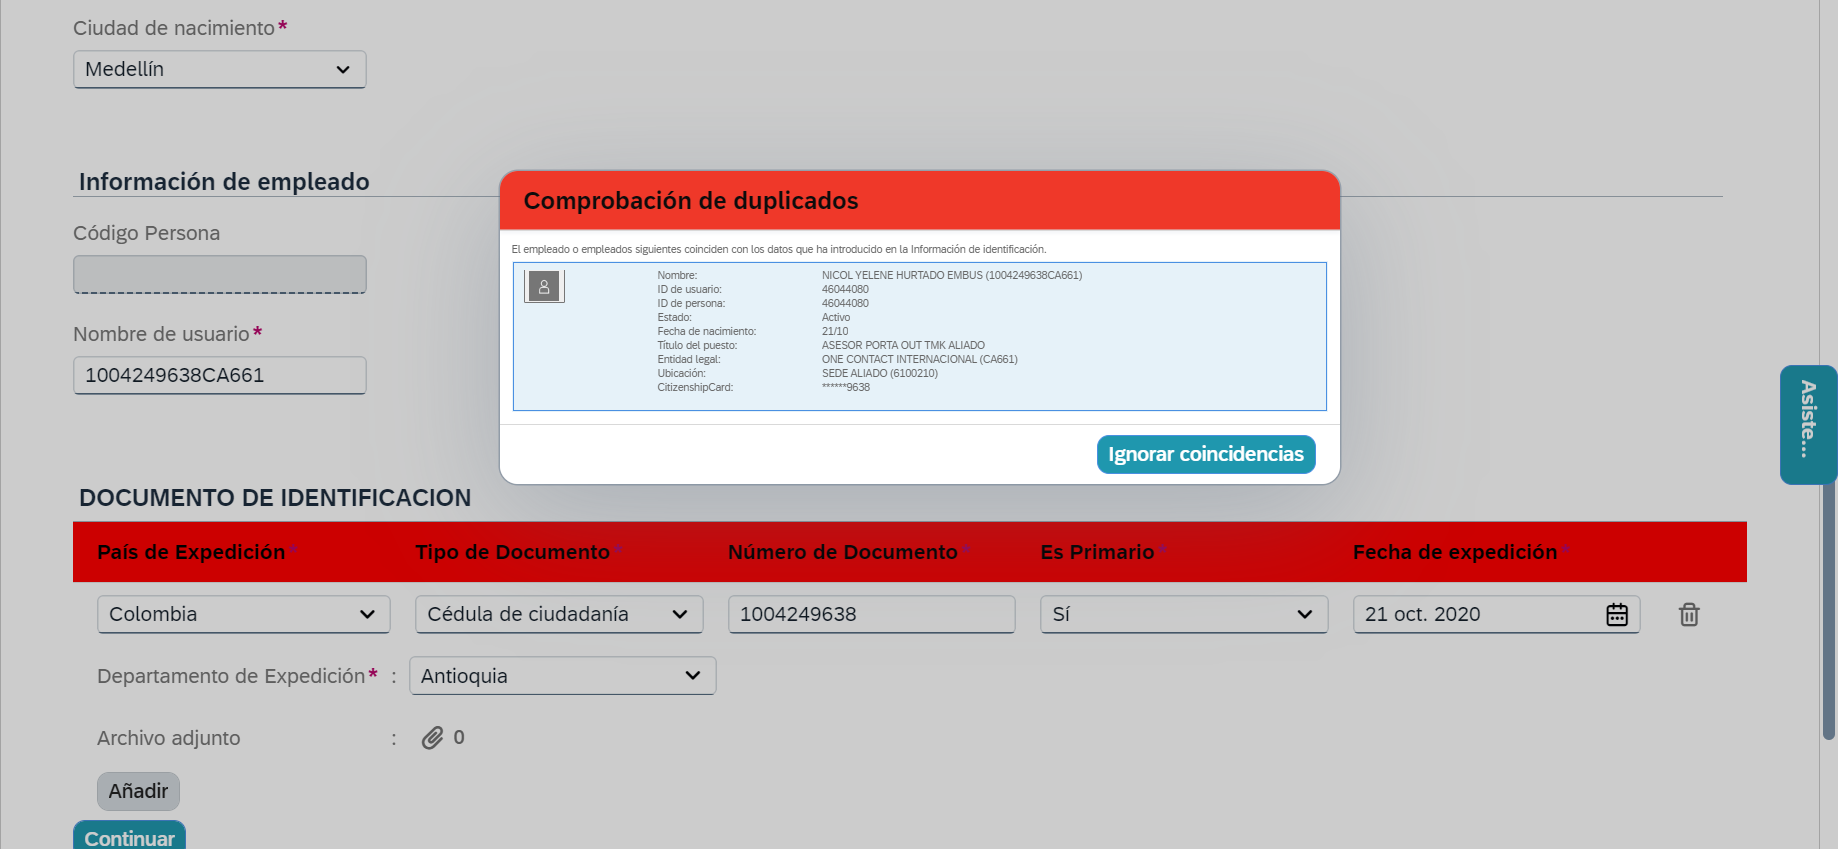 Ciudad de nacimiento*
Medellín
Información de empleado
Código Persona
Nombre de usuario*
1004249638CA661
Comprobación de duplicados
El empleado o empleados siguientes coinciden con los datos que ha introducido en la Información de identificación.
Nombre: NICOL YELENE HURTADO EMBUS (1004249638CA661)
ID de usuario: 46044080
ID de persona: 46044080
Estado: Activo
Fecha de nacimiento: 21/10
Título del puesto: ASESOR PORTA OUT TMK ALIADO
Entidad legal: ONE CONTACT INTERNACIONAL (CA661)
Ubicación: SEDE ALIADO (6100210)
CitizenshipCard: ******9638
Ignorar coincidencias
Asiste...
DOCUMENTO DE IDENTIFICACION
País de Expedición* Tipo de Documento* Número de Documento* Es Primario* Fecha de expedición*
Colombia Cédula de ciudadanía 1004249638 Sí 21 oct. 2020
Departamento de Expedición* : Antioquia
Archivo adjunto : 0
Añadir
Continuar